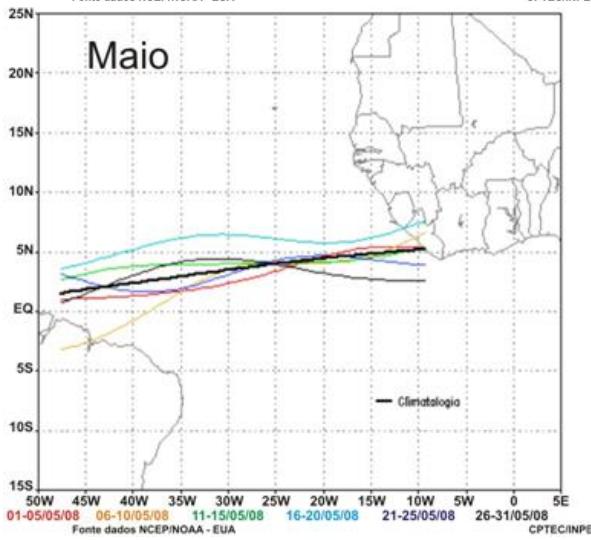 Maio
25N
20N
15N
10N
5N
EQ
5S
10S
15S
Climatologia
50W 45W 40W 35W 30W 25W 20W 15W 10W 5W 0 5E
01-05/05/08 06-10/05/08 11-15/05/08 16-20/05/08 21-25/05/08 26-31/05/08
Fonte dados NCEP/NOAA - EUA CPTEC/INPE